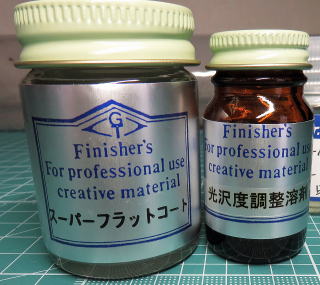 G
Finisher's
For professional use
creative material
スーパーフラットコート
Finisher's
For professional use
creative material
光沢度調整溶剤